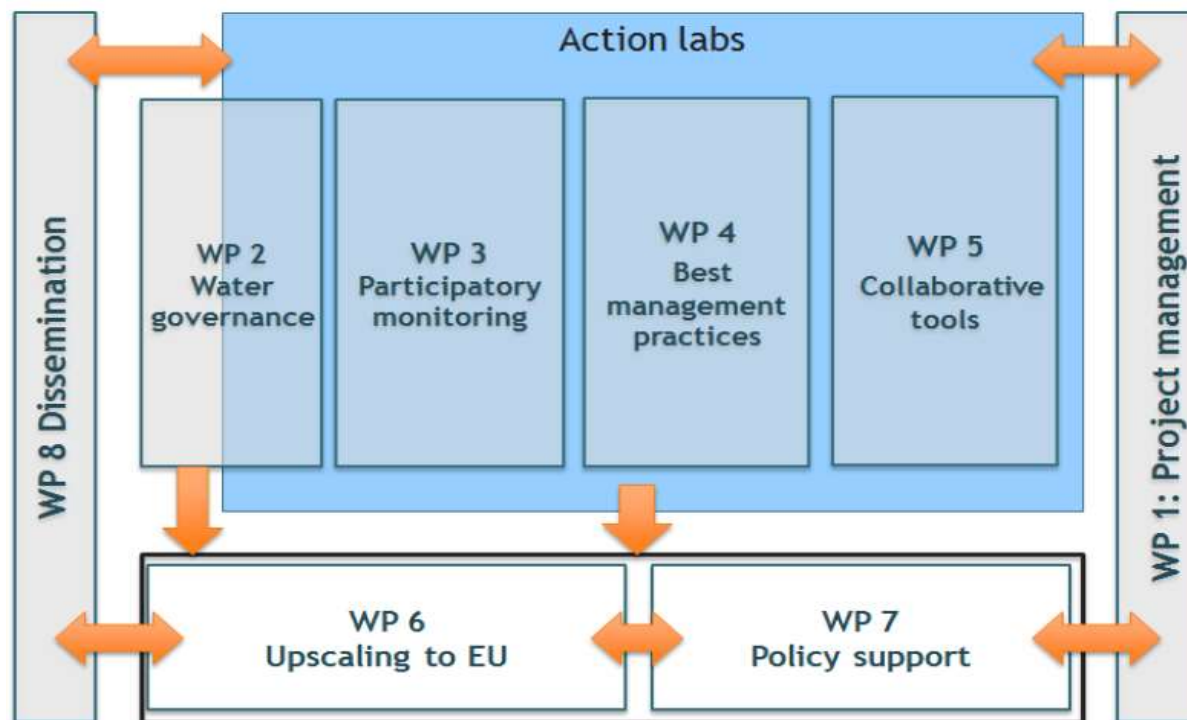 Action labs
WP 8 Dissemination
WP 2
Water
governance
WP 3
Participatory
monitoring
WP 4
Best
management
practices
WP 5
Collaborative
tools
WP 1: Project management
WP 6
Upscaling to EU
WP 7
Policy support